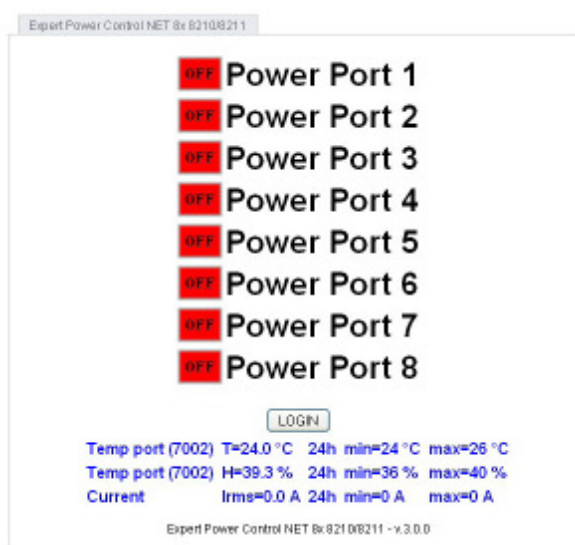 Expert Power Control NET 8x 8210/8211
OFF Power Port 1
OFF Power Port 2
OFF Power Port 3
OFF Power Port 4
OFF Power Port 5
OFF Power Port 6
OFF Power Port 7
OFF Power Port 8
LOGIN
Temp port (7002) T=24.0 °C 24h min=24 °C max=26 °C
Temp port (7002) H=39.3 % 24h min=36 % max=40 %
Current Irms=0.0 A 24h min=0 A max=0 A
Expert Power Control NET 8x 8210/8211 - v.3.0.0